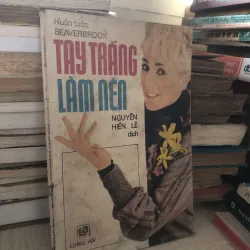 Huân tước
BEAVERBROOK
TAY TRẮNG
LÀM NÊN
NGUYỄN
HIẾN LÊ
dịch
LONG AN